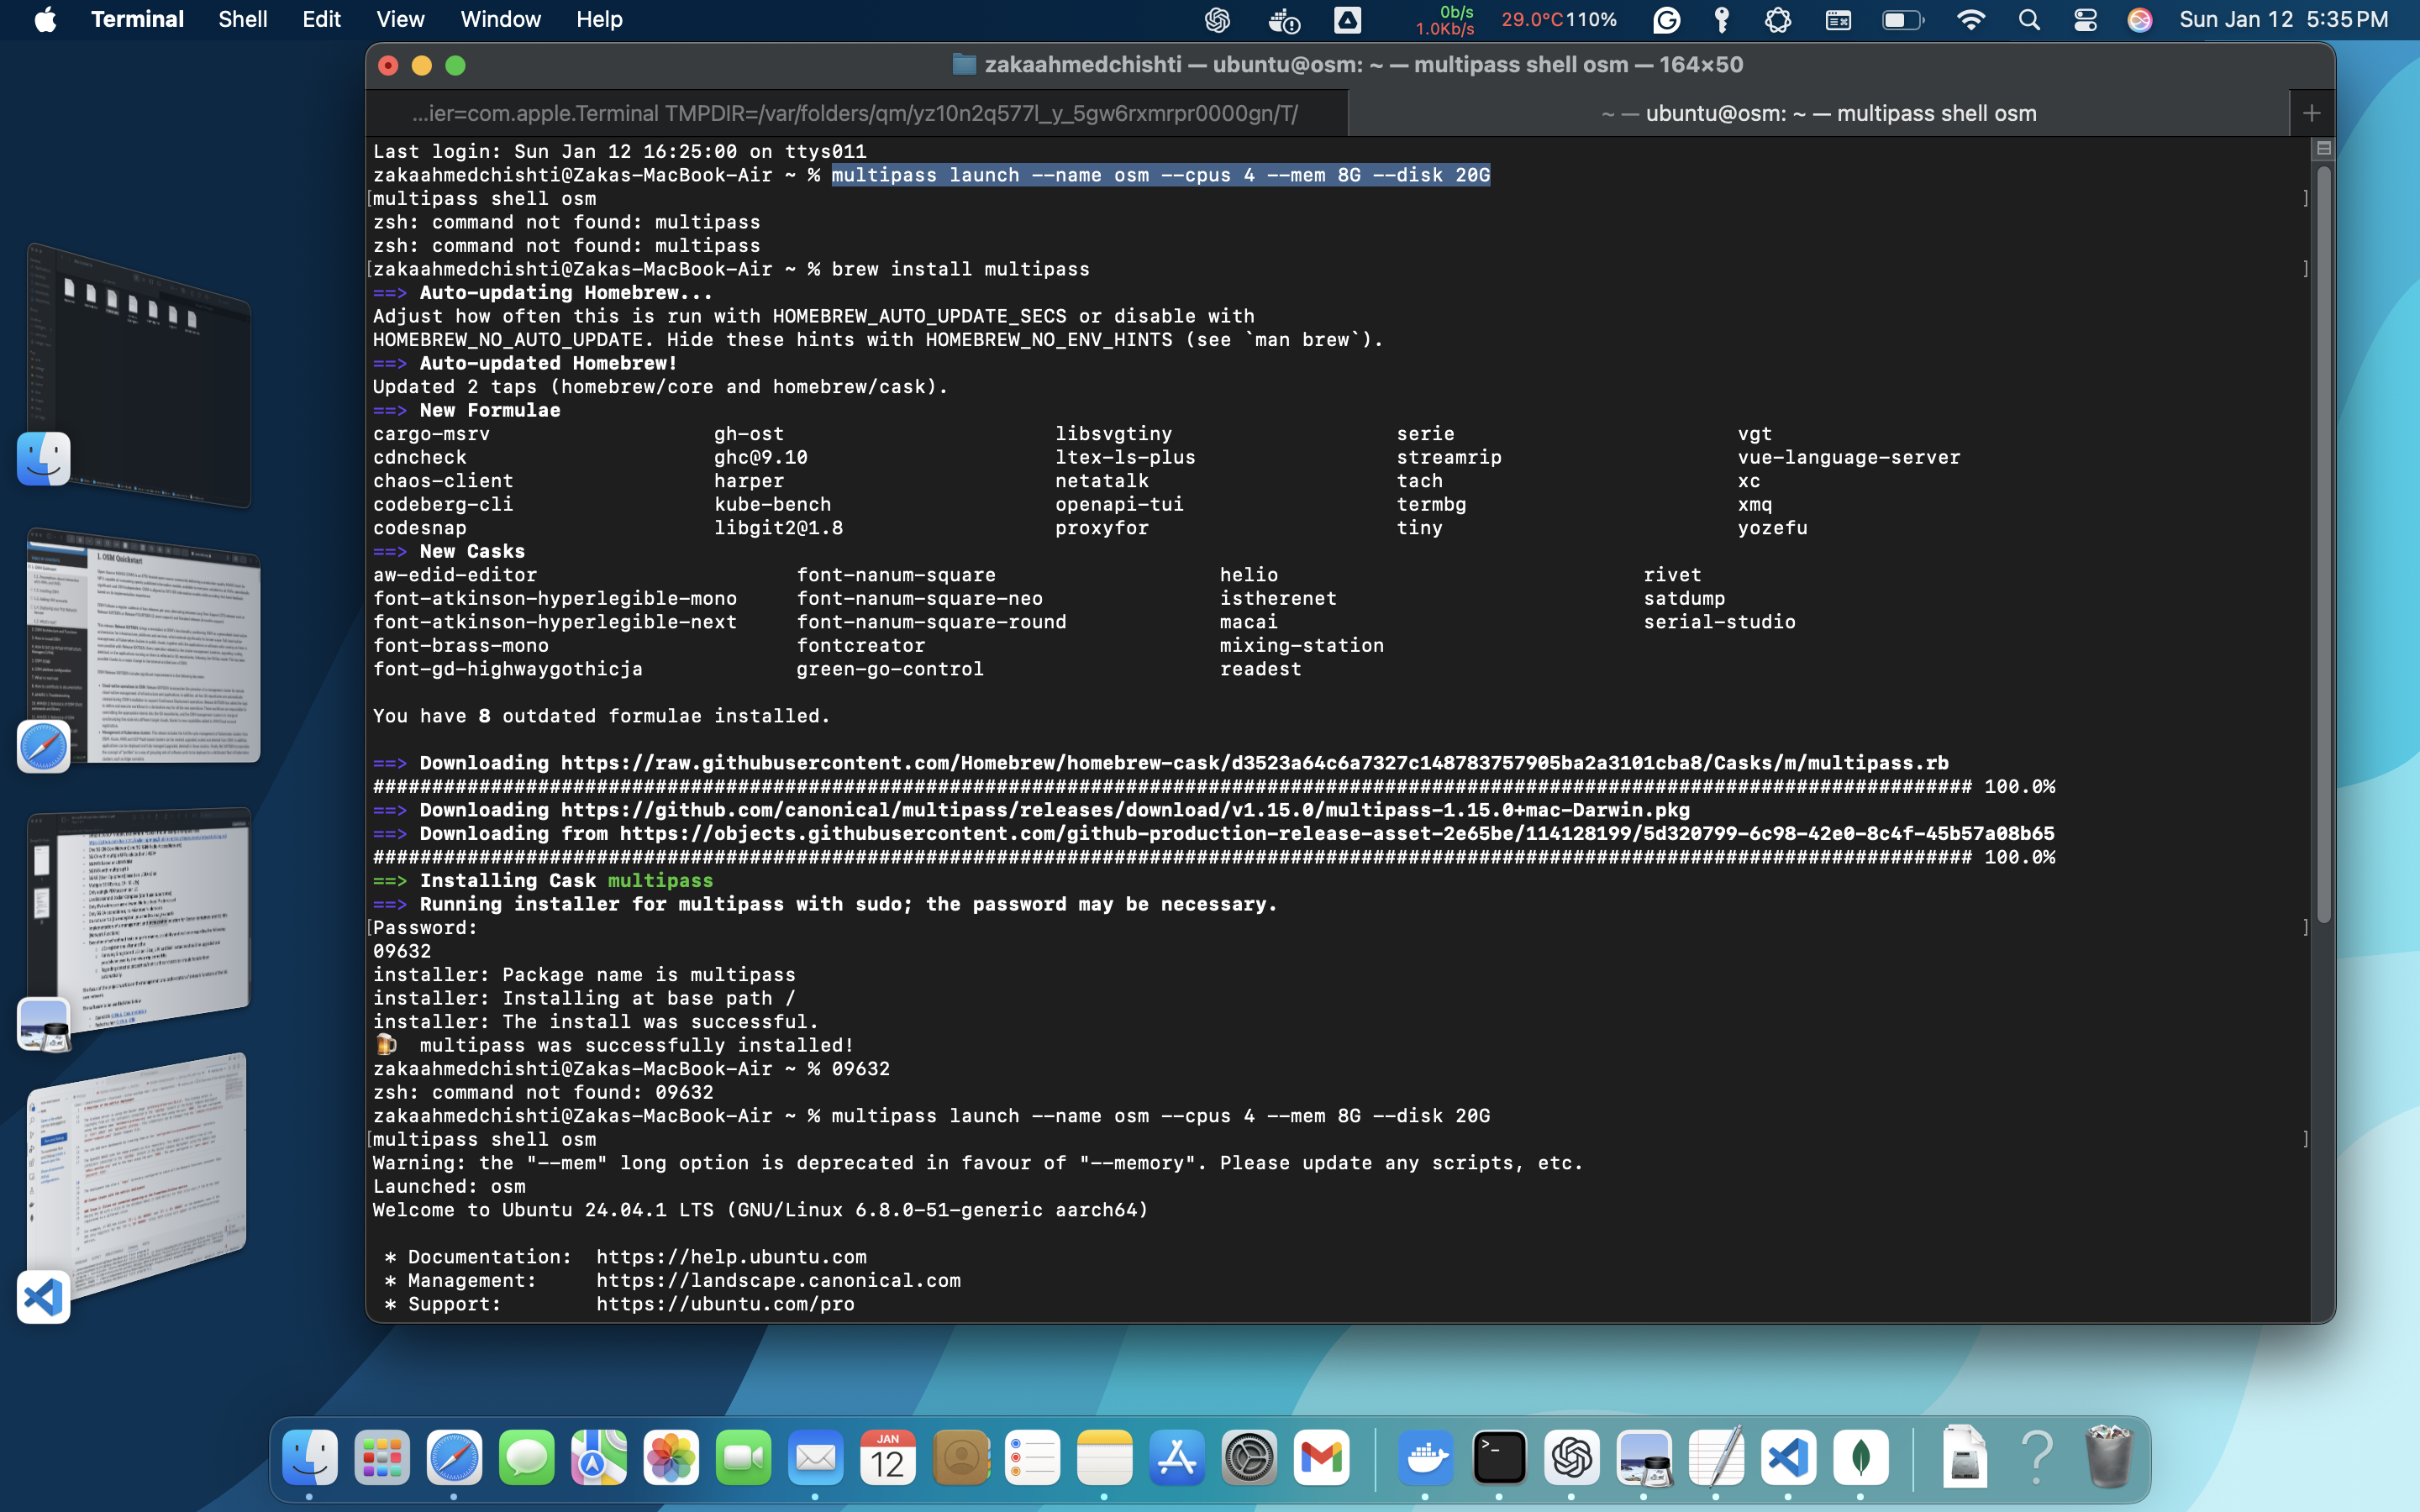 Terminal Shell Edit View Window Help 0b/s 1.0Kb/s 29.0°C 110% Sun Jan 12 5:35 PM
zakaahmedchishti — ubuntu@osm: ~ — multipass shell osm — 164×50
...ier=com.apple.Terminal TMPDIR=/var/folders/qm/yz10n2q577l_y_5gw6rxmrpr0000gn/T/ ~ — ubuntu@osm: ~ — multipass shell osm +
Last login: Sun Jan 12 16:25:00 on ttys011
zakaahmedchishti@Zakas-MacBook-Air ~ % multipass launch --name osm --cpus 4 --mem 8G --disk 20G
[multipass shell osm ]
zsh: command not found: multipass
zsh: command not found: multipass
[zakaahmedchishti@Zakas-MacBook-Air ~ % brew install multipass ]
==> Auto-updating Homebrew...
Adjust how often this is run with HOMEBREW_AUTO_UPDATE_SECS or disable with
HOMEBREW_NO_AUTO_UPDATE. Hide these hints with HOMEBREW_NO_ENV_HINTS (see `man brew`).
==> Auto-updated Homebrew!
Updated 2 taps (homebrew/core and homebrew/cask).
==> New Formulae
cargo-msrv gh-ost libsvgtiny serie vgt
cdncheck ghc@9.10 ltex-ls-plus streamrip vue-language-server
chaos-client harper netatalk tach xc
codeberg-cli kube-bench openapi-tui termbg xmq
codesnap libgit2@1.8 proxyfor tiny yozefu
==> New Casks
aw-edid-editor font-nanum-square helio rivet
font-atkinson-hyperlegible-mono font-nanum-square-neo istherenet satdump
font-atkinson-hyperlegible-next font-nanum-square-round macai serial-studio
font-brass-mono fontcreator mixing-station
font-gd-highwaygothicja green-go-control readest
You have 8 outdated formulae installed.
==> Downloading https://raw.githubusercontent.com/Homebrew/homebrew-cask/d3523a64c6a7327c148783757905ba2a3101cba8/Casks/m/multipass.rb
######################################################################## 100.0%
==> Downloading https://github.com/canonical/multipass/releases/download/v1.15.0/multipass-1.15.0+mac-Darwin.pkg
==> Downloading from https://objects.githubusercontent.com/github-production-release-asset-2e65be/114128199/5d320799-6c98-42e0-8c4f-45b57a08b65
######################################################################## 100.0%
==> Installing Cask multipass
==> Running installer for multipass with sudo; the password may be necessary.
[Password: ]
09632
installer: Package name is multipass
installer: Installing at base path /
installer: The install was successful.
🍺 multipass was successfully installed!
zakaahmedchishti@Zakas-MacBook-Air ~ % 09632
zsh: command not found: 09632
zakaahmedchishti@Zakas-MacBook-Air ~ % multipass launch --name osm --cpus 4 --mem 8G --disk 20G
[multipass shell osm ]
Warning: the "--mem" long option is deprecated in favour of "--memory". Please update any scripts, etc.
Launched: osm
Welcome to Ubuntu 24.04.1 LTS (GNU/Linux 6.8.0-51-generic aarch64)
* Documentation: https://help.ubuntu.com
* Management: https://landscape.canonical.com
* Support: https://ubuntu.com/pro
1. OSM Quickstart
JAN
12